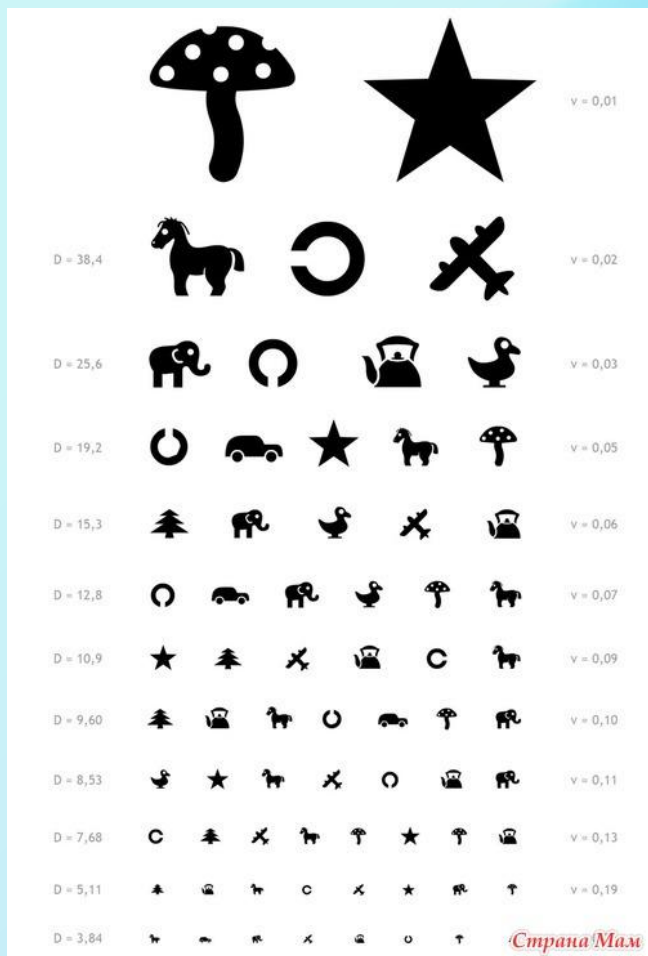 v = 0,01
D = 38,4 v = 0,02
D = 25,6 v = 0,03
D = 19,2 v = 0,05
D = 15,3 v = 0,06
D = 12,8 v = 0,07
D = 10,9 v = 0,09
D = 9,60 v = 0,10
D = 8,53 v = 0,11
D = 7,68 v = 0,13
D = 5,11 v = 0,19
D = 3,84
Страна Мам